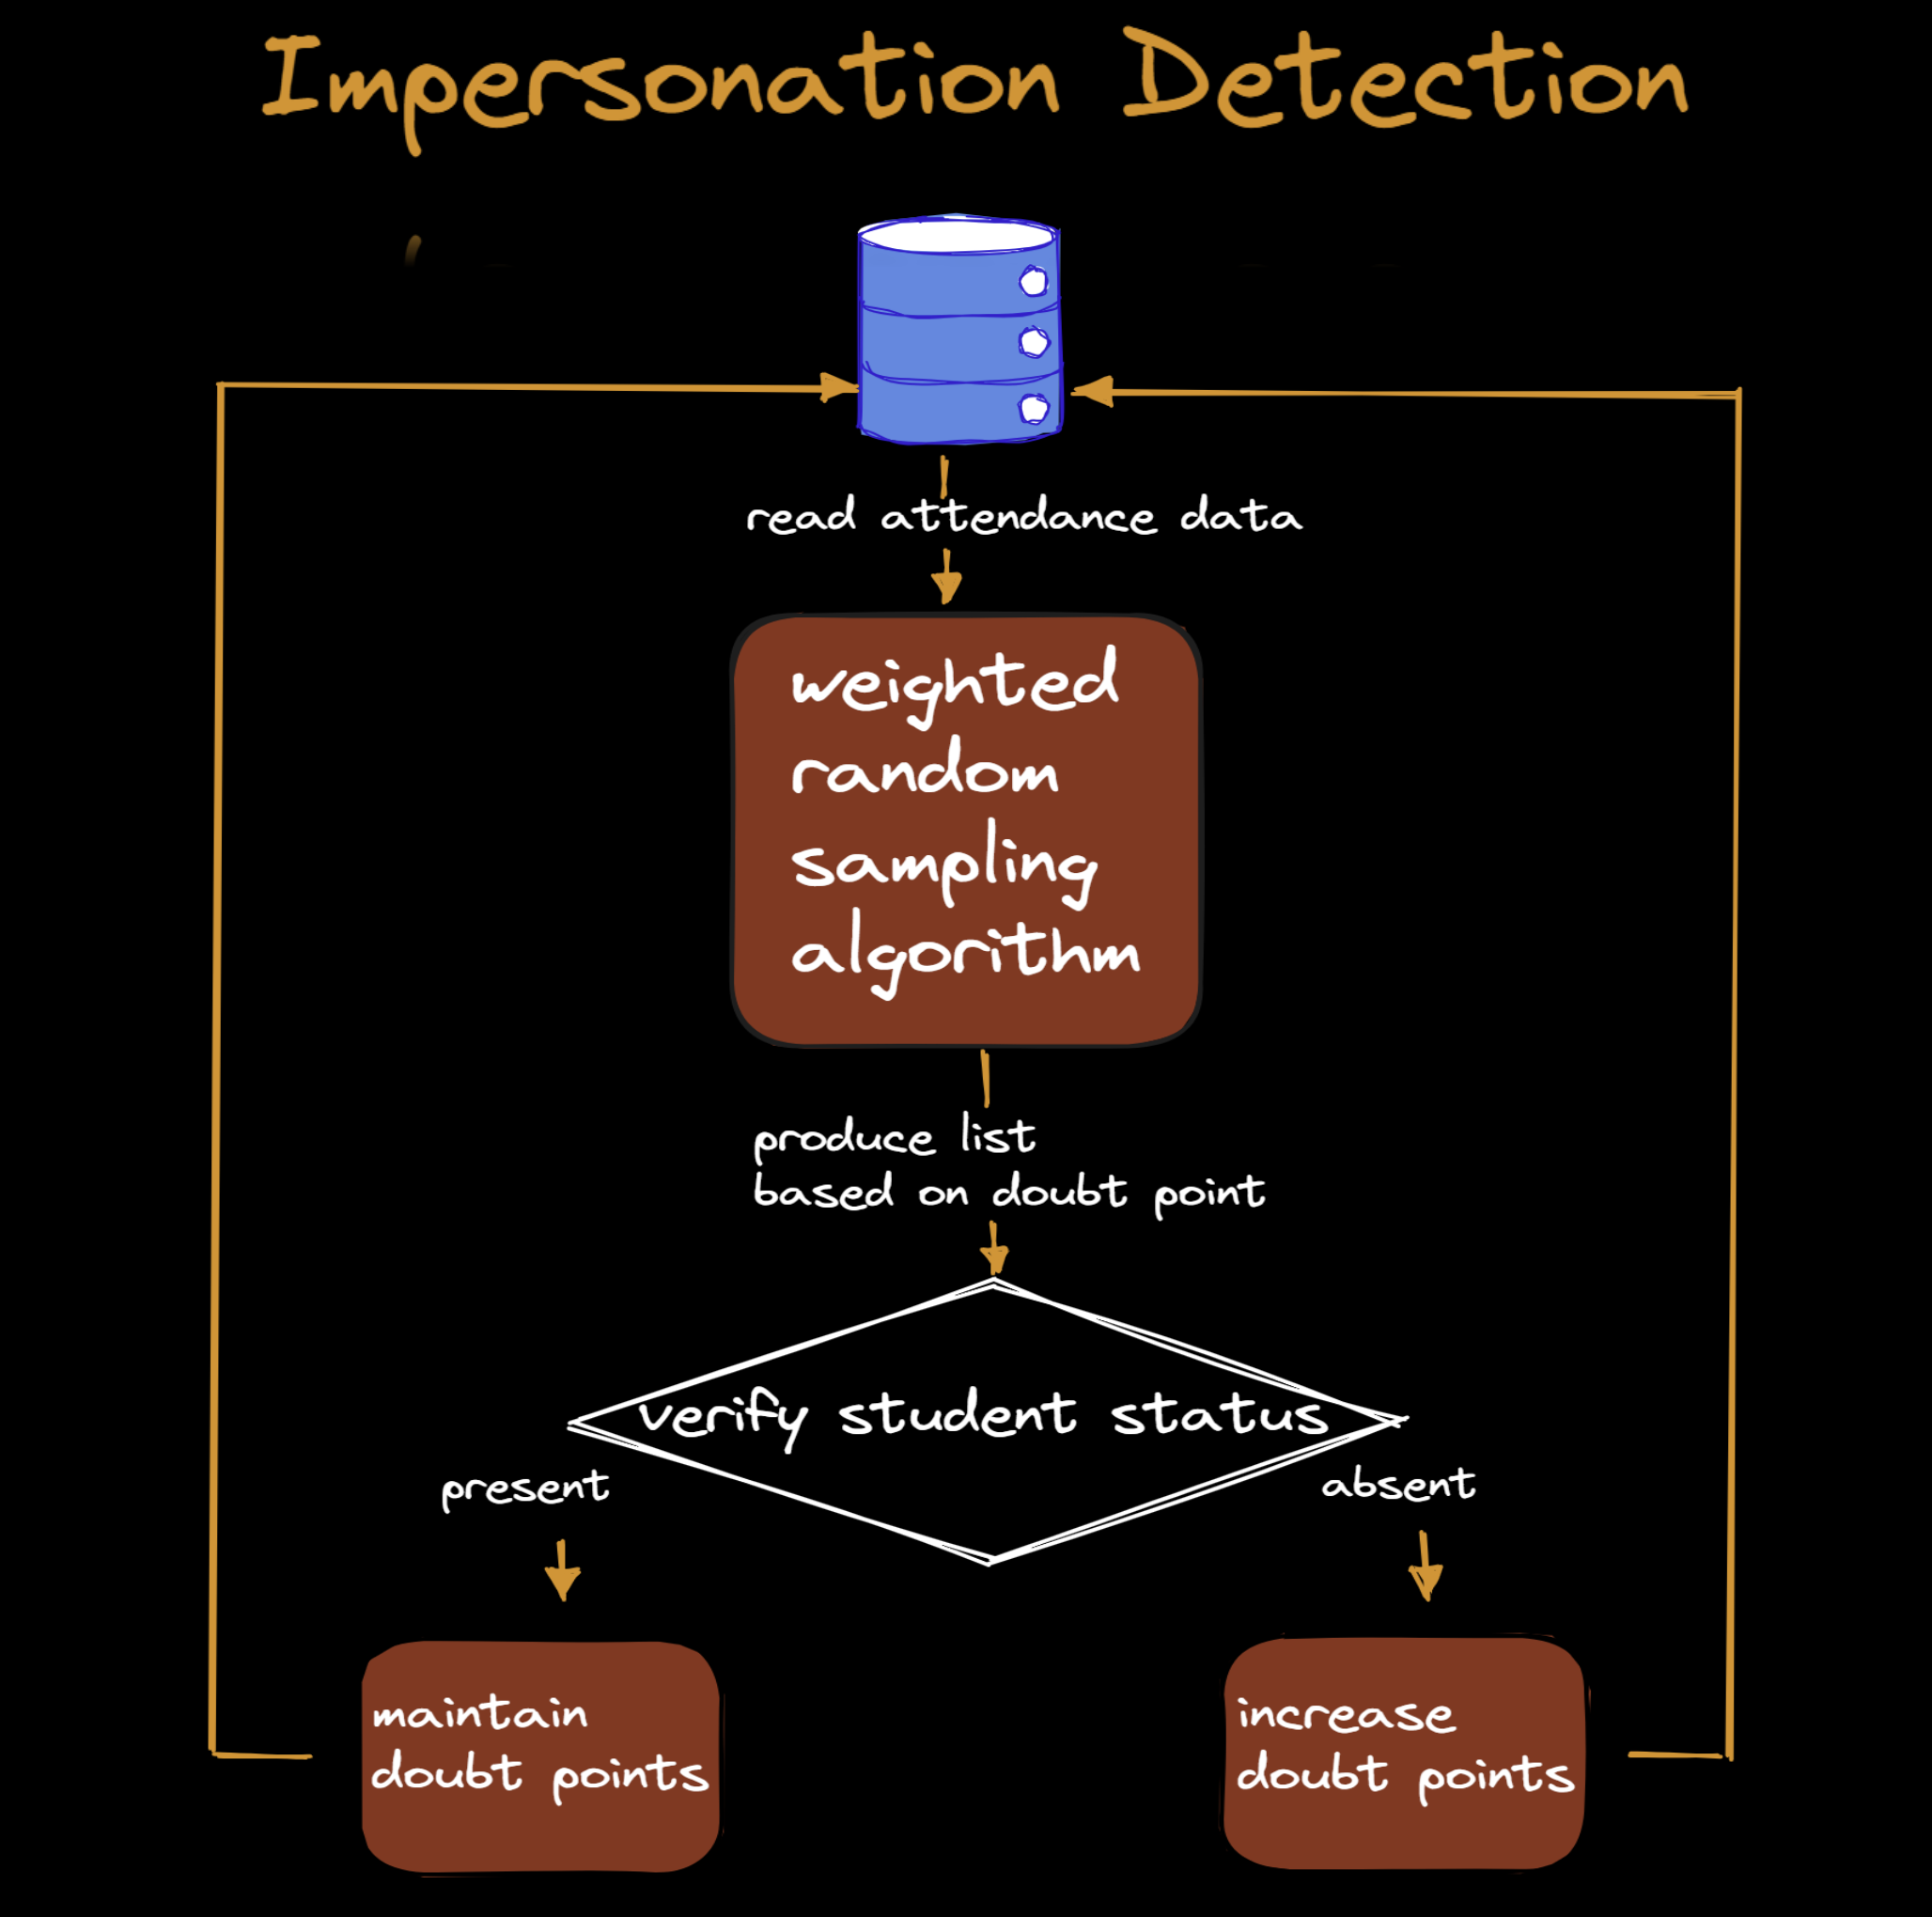 Impersonation Detection
read attendance data
weighted
random
sampling
algorithm
produce list
based on doubt point
verify student status
present
absent
maintain
doubt points
increase
doubt points